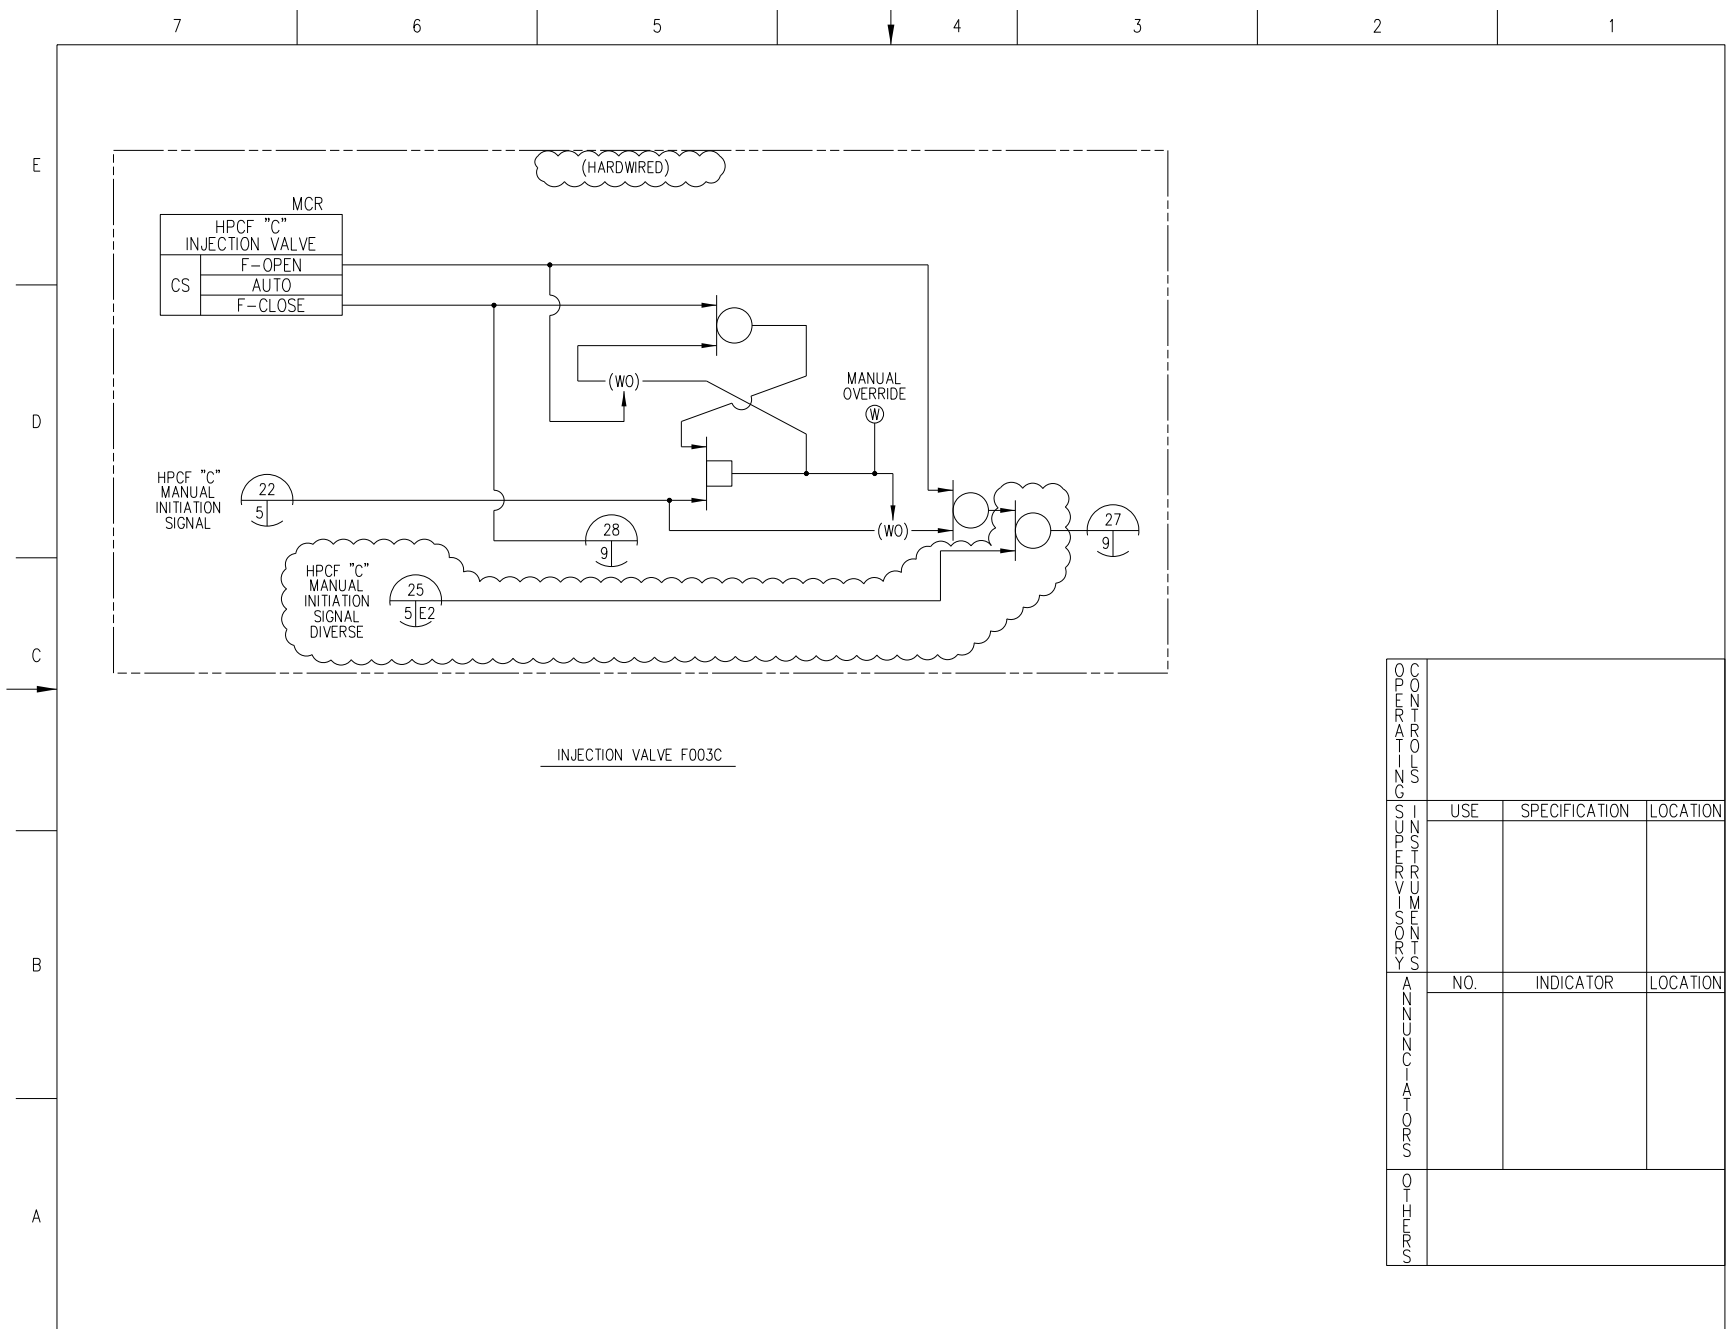 7 6 5 4 3 2 1
E
D
C
B
A
(HARDWIRED)
MCR
HPCF "C"
INJECTION VALVE
CS
F-OPEN
AUTO
F-CLOSE
(WO)
MANUAL
OVERRIDE
W
HPCF "C"
MANUAL
INITIATION
SIGNAL
22
5
28
9
(WO)
27
9
HPCF "C"
MANUAL
INITIATION
SIGNAL
DIVERSE
25
5 E2
INJECTION VALVE F003C
OPERATING
CONTROLS
SUPERVISORY
INSTRUMENTS
USE SPECIFICATION LOCATION
ANNUNCIATORS
NO. INDICATOR LOCATION
OTHERS